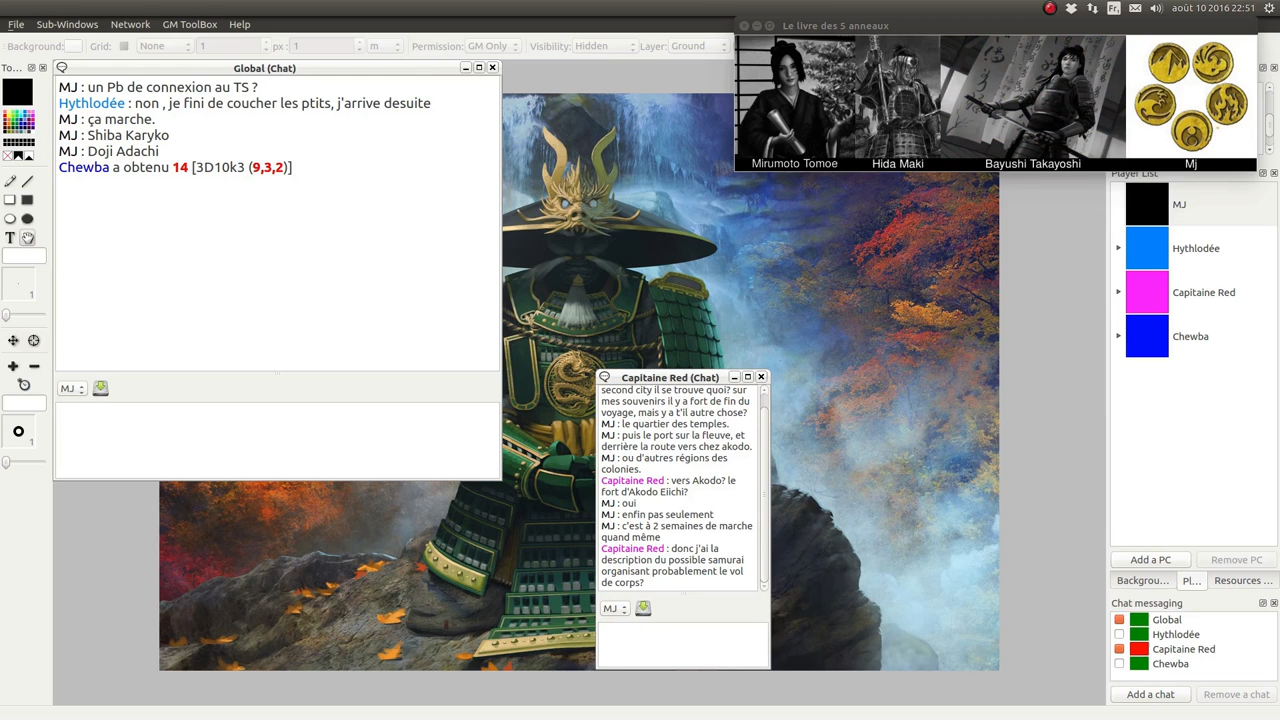 août 10 2016 22:51
Fr,
File Sub-Windows Network GM ToolBox Help
Background: Grid: None 1 px : 1 m Permission: GM Only Visibility: Hidden Layer: Ground
Le livre des 5 anneaux
Mirumoto Tomoe Hida Maki Bayushi Takayoshi Mj
To...
Global (Chat)
MJ : un Pb de connexion au TS ?
Hythlodée : non , je fini de coucher les ptits, j'arrive desuite
MJ : ça marche.
MJ : Shiba Karyko
MJ : Doji Adachi
Chewba a obtenu 14 [3D10k3 (9,3,2)]
MJ
T
1
1
Capitaine Red (Chat)
second city il se trouve quoi? sur
mes souvenirs il y a fort de fin du
voyage, mais y a t'il autre chose?
MJ : le quartier des temples.
MJ : puis le port sur la fleuve, et
derrière la route vers chez akodo.
MJ : ou d'autres régions des
colonies.
Capitaine Red : vers Akodo? le
fort d'Akodo Eiichi?
MJ : oui
MJ : enfin pas seulement
MJ : c'est à 2 semaines de marche
quand même
Capitaine Red : donc j'ai la
description du possible samurai
organisant probablement le vol
de corps?
MJ
Player List
MJ
Hythlodée
Capitaine Red
Chewba
Add a PC Remove PC
Backgrou... Pl... Resources ...
Chat messaging
Global
Hythlodée
Capitaine Red
Chewba
Add a chat Remove a chat